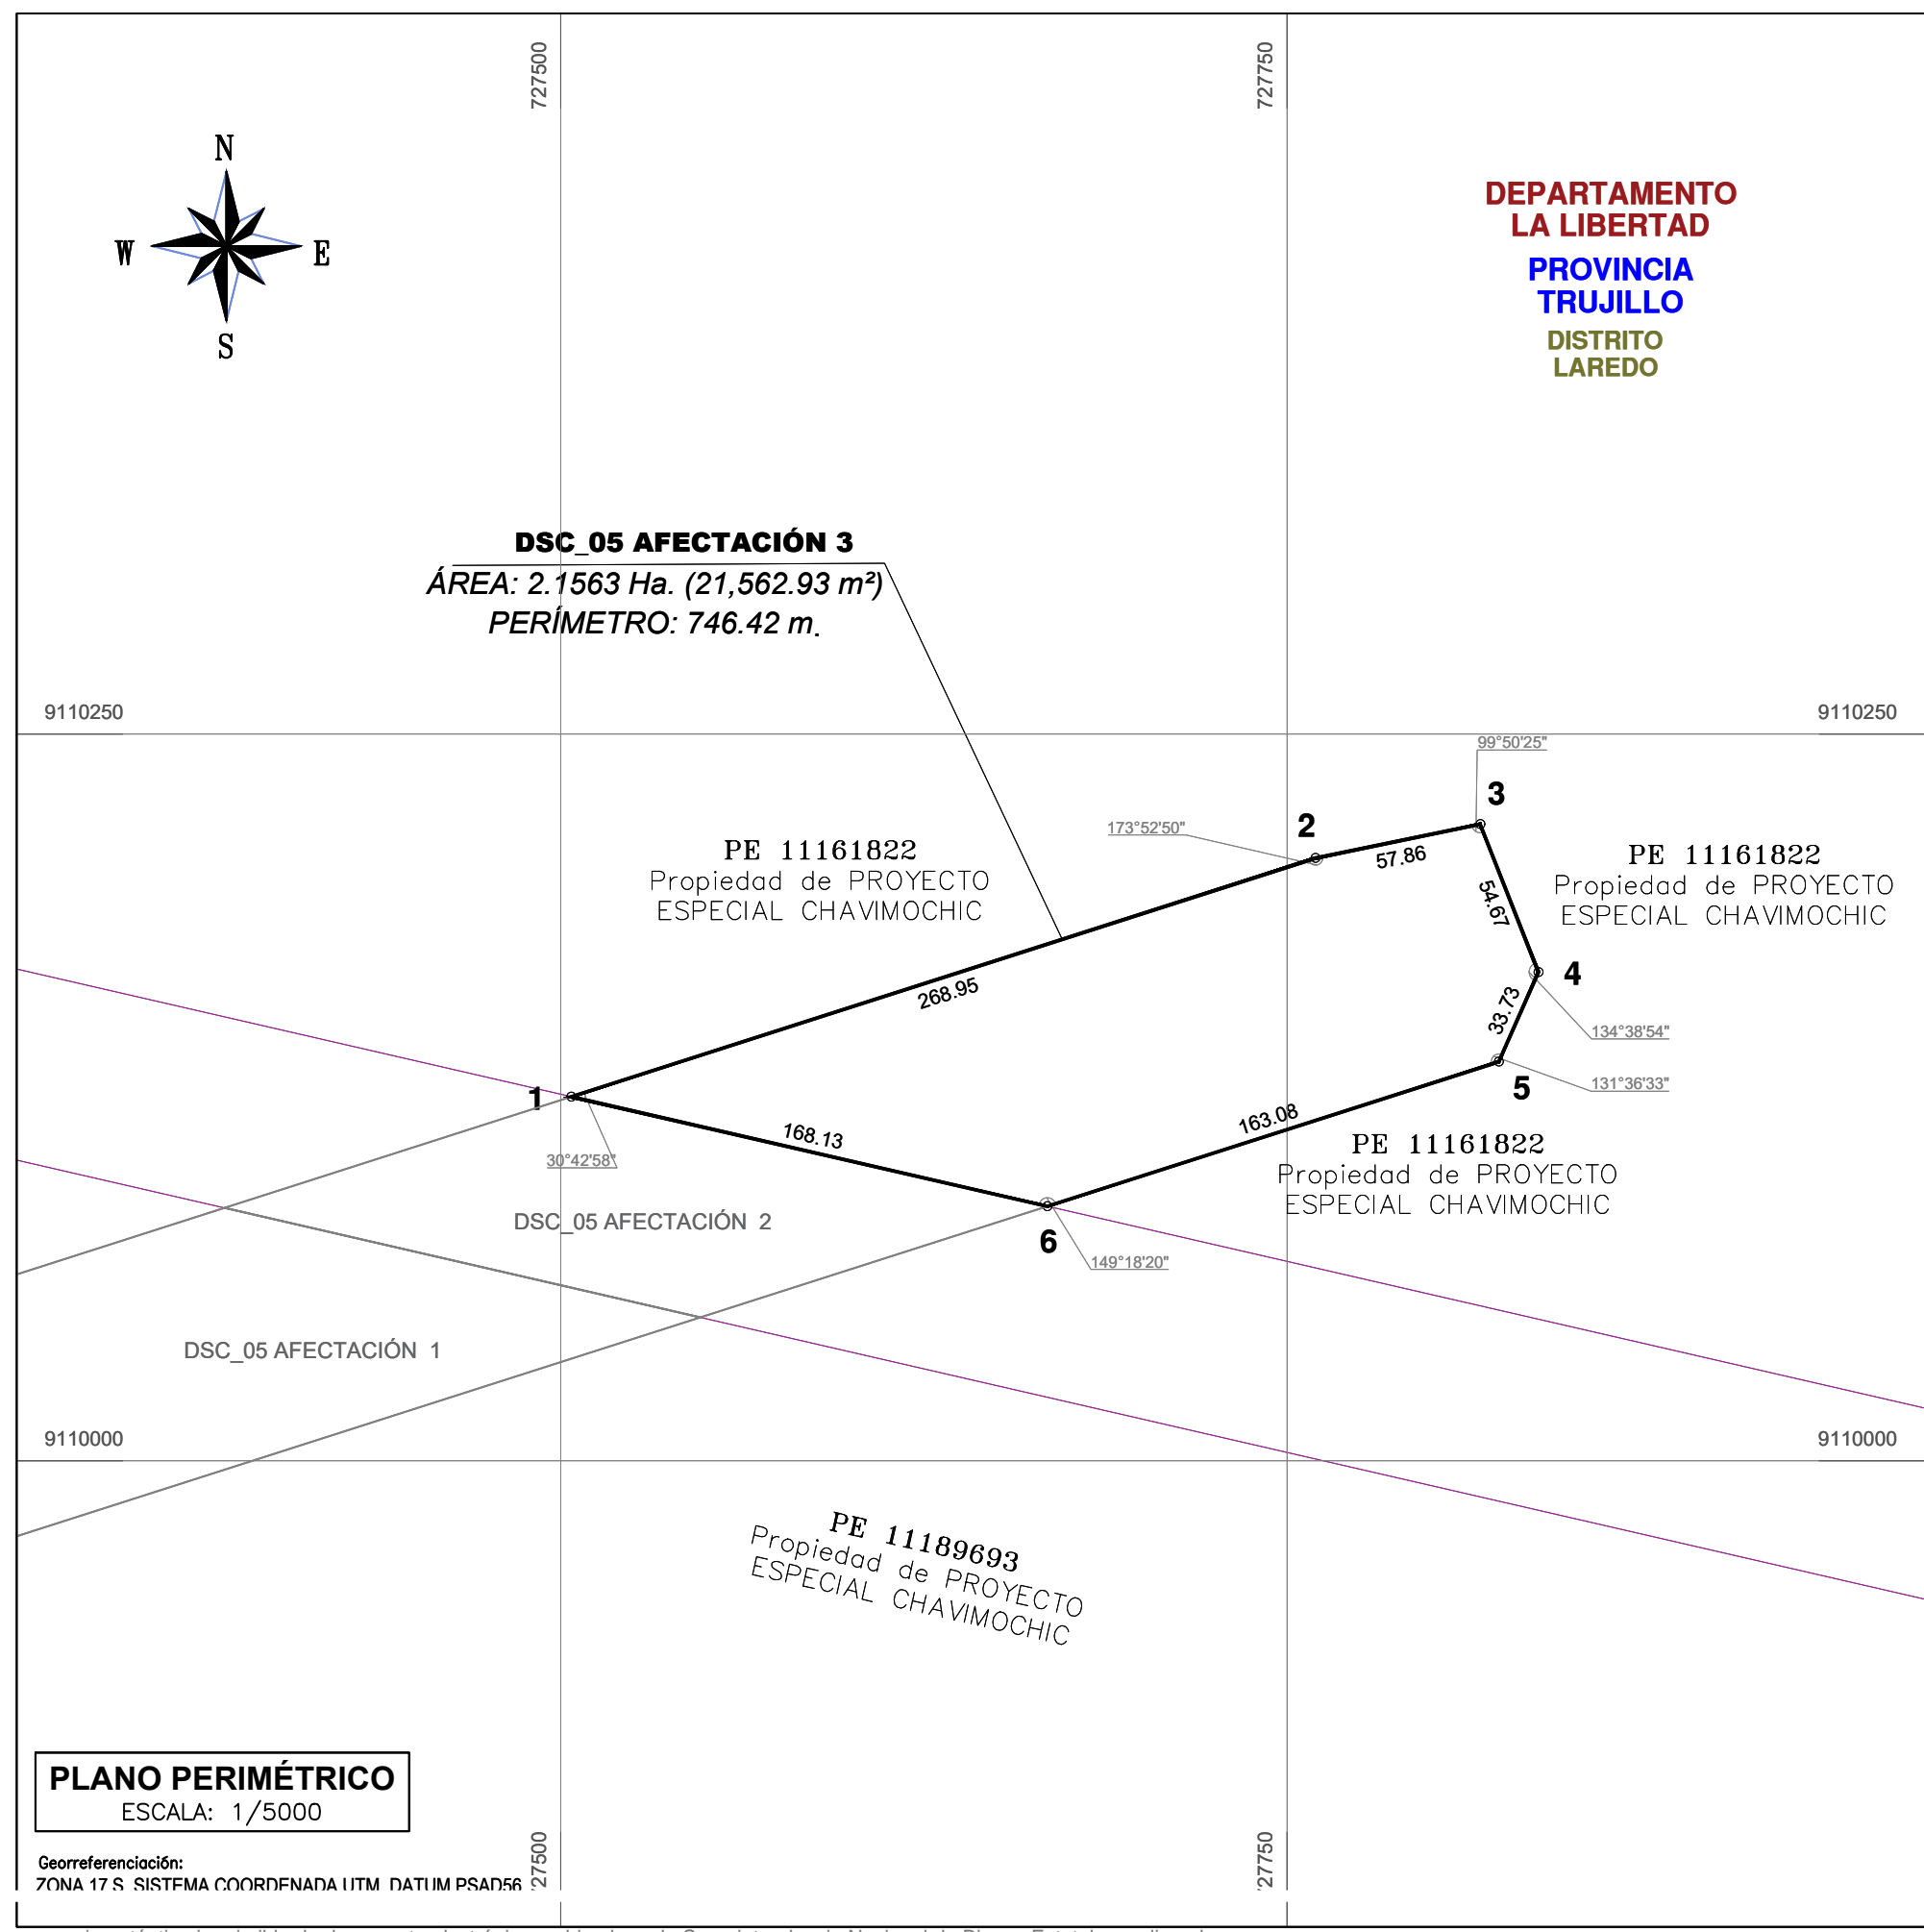 727500
727750
N
W
E
S
DEPARTAMENTO
LA LIBERTAD
PROVINCIA
TRUJILLO
DISTRITO
LAREDO
DSC_05 AFECTACIÓN 3
ÁREA: 2.1563 Ha. (21,562.93 m²)
PERÍMETRO: 746.42 m.
9110250
9110250
99°50'25"
3
2
173°52'50"
57.86
PE 11161822
Propiedad de PROYECTO
ESPECIAL CHAVIMOCHIC
PE 11161822
Propiedad de PROYECTO
ESPECIAL CHAVIMOCHIC
54.67
4
268.95
33.73
134°38'54"
1
5
131°36'33"
168.13
163.08
30°42'58"
PE 11161822
Propiedad de PROYECTO
ESPECIAL CHAVIMOCHIC
DSC_05 AFECTACIÓN 2
6
149°18'20"
DSC_05 AFECTACIÓN 1
9110000
9110000
PE 11189693
Propiedad de PROYECTO
ESPECIAL CHAVIMOCHIC
PLANO PERIMÉTRICO
ESCALA: 1/5000
Georreferenciación:
ZONA 17 S SISTEMA COORDENADA UTM DATUM PSAD56
27500
27750